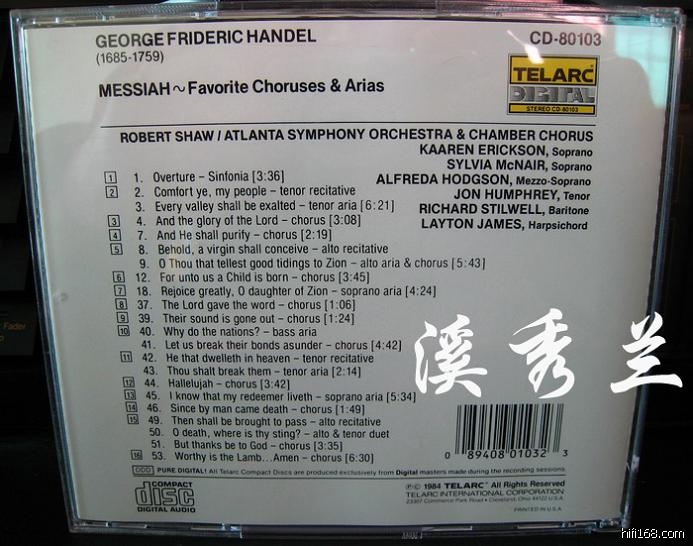 GEORGE FRIDERIC HANDEL
(1685-1759)
CD-80103
TELARC
DIGITAL
STEREO CD-80103
MESSIAH ~ Favorite Choruses & Arias
ROBERT SHAW / ATLANTA SYMPHONY ORCHESTRA & CHAMBER CHORUS
KAAREN ERICKSON, Soprano
SYLVIA McNAIR, Soprano
ALFREDA HODGSON, Mezzo-Soprano
JON HUMPHREY, Tenor
RICHARD STILWELL, Baritone
LAYTON JAMES, Harpsichord
1 1. Overture – Sinfonia [3:36]
2 2. Comfort ye, my people – tenor recitative
3. Every valley shall be exalted – tenor aria [6:21]
3 4. And the glory of the Lord – chorus [3:08]
4 7. And He shall purify – chorus [2:19]
5 8. Behold, a virgin shall conceive – alto recitative
9. O Thou that tellest good tidings to Zion – alto aria & chorus [5:43]
6 12. For unto us a Child is born – chorus [3:45]
7 18. Rejoice greatly, O daughter of Zion – soprano aria [4:24]
8 37. The Lord gave the word – chorus [1:06]
9 39. Their sound is gone out – chorus [1:24]
10 40. Why do the nations? – bass aria
41. Let us break their bonds asunder – chorus [4:42]
11 42. He that dwelleth in heaven – tenor recitative
43. Thou shalt break them – tenor aria [2:14]
12 44. Hallelujah – chorus [3:42]
13 45. I know that my redeemer liveth – soprano aria [5:34]
14 46. Since by man came death – chorus [1:49]
15 49. Then shall be brought to pass – alto recitative
50. O death, where is thy sting? – alto & tenor duet
51. But thanks be to God – chorus [3:35]
16 53. Worthy is the Lamb...Amen – chorus [6:30]
溪秀兰
0 89408 01032 3
DDD PURE DIGITAL! All Telarc Compact Discs are produced exclusively from Digital masters made during the recording sessions.
COMPACT
disc
DIGITAL AUDIO
℗ © 1984 TELARC® All Rights Reserved
TELARC INTERNATIONAL CORPORATION
23307 Commerce Park Road • Cleveland, Ohio 44122 U.S.A.
PRINTED IN U.S.A.
Fader
hifi168.com